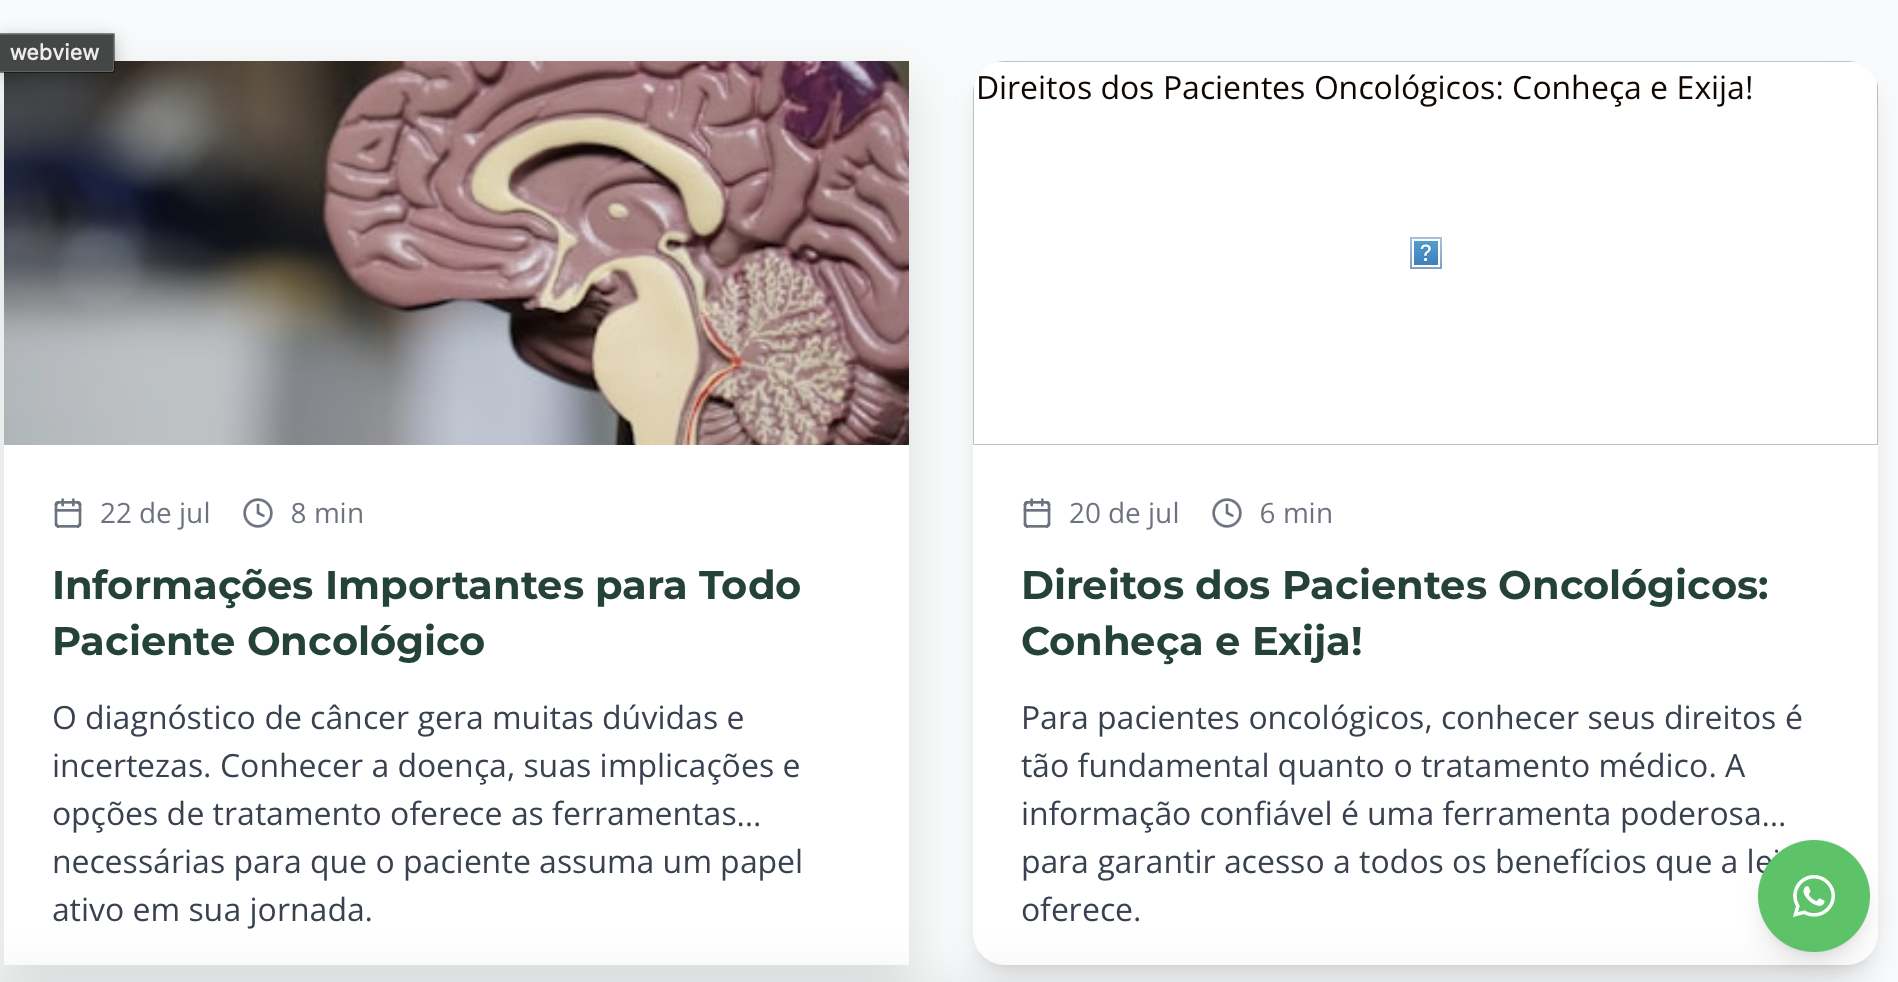 webview
Direitos dos Pacientes Oncológicos: Conheça e Exija!
22 de jul 8 min
Informações Importantes para Todo
Paciente Oncológico
O diagnóstico de câncer gera muitas dúvidas e
incertezas. Conhecer a doença, suas implicações e
opções de tratamento oferece as ferramentas...
necessárias para que o paciente assuma um papel
ativo em sua jornada.
20 de jul 6 min
Direitos dos Pacientes Oncológicos:
Conheça e Exija!
Para pacientes oncológicos, conhecer seus direitos é
tão fundamental quanto o tratamento médico. A
informação confiável é uma ferramenta poderosa...
para garantir acesso a todos os benefícios que a lei
oferece.